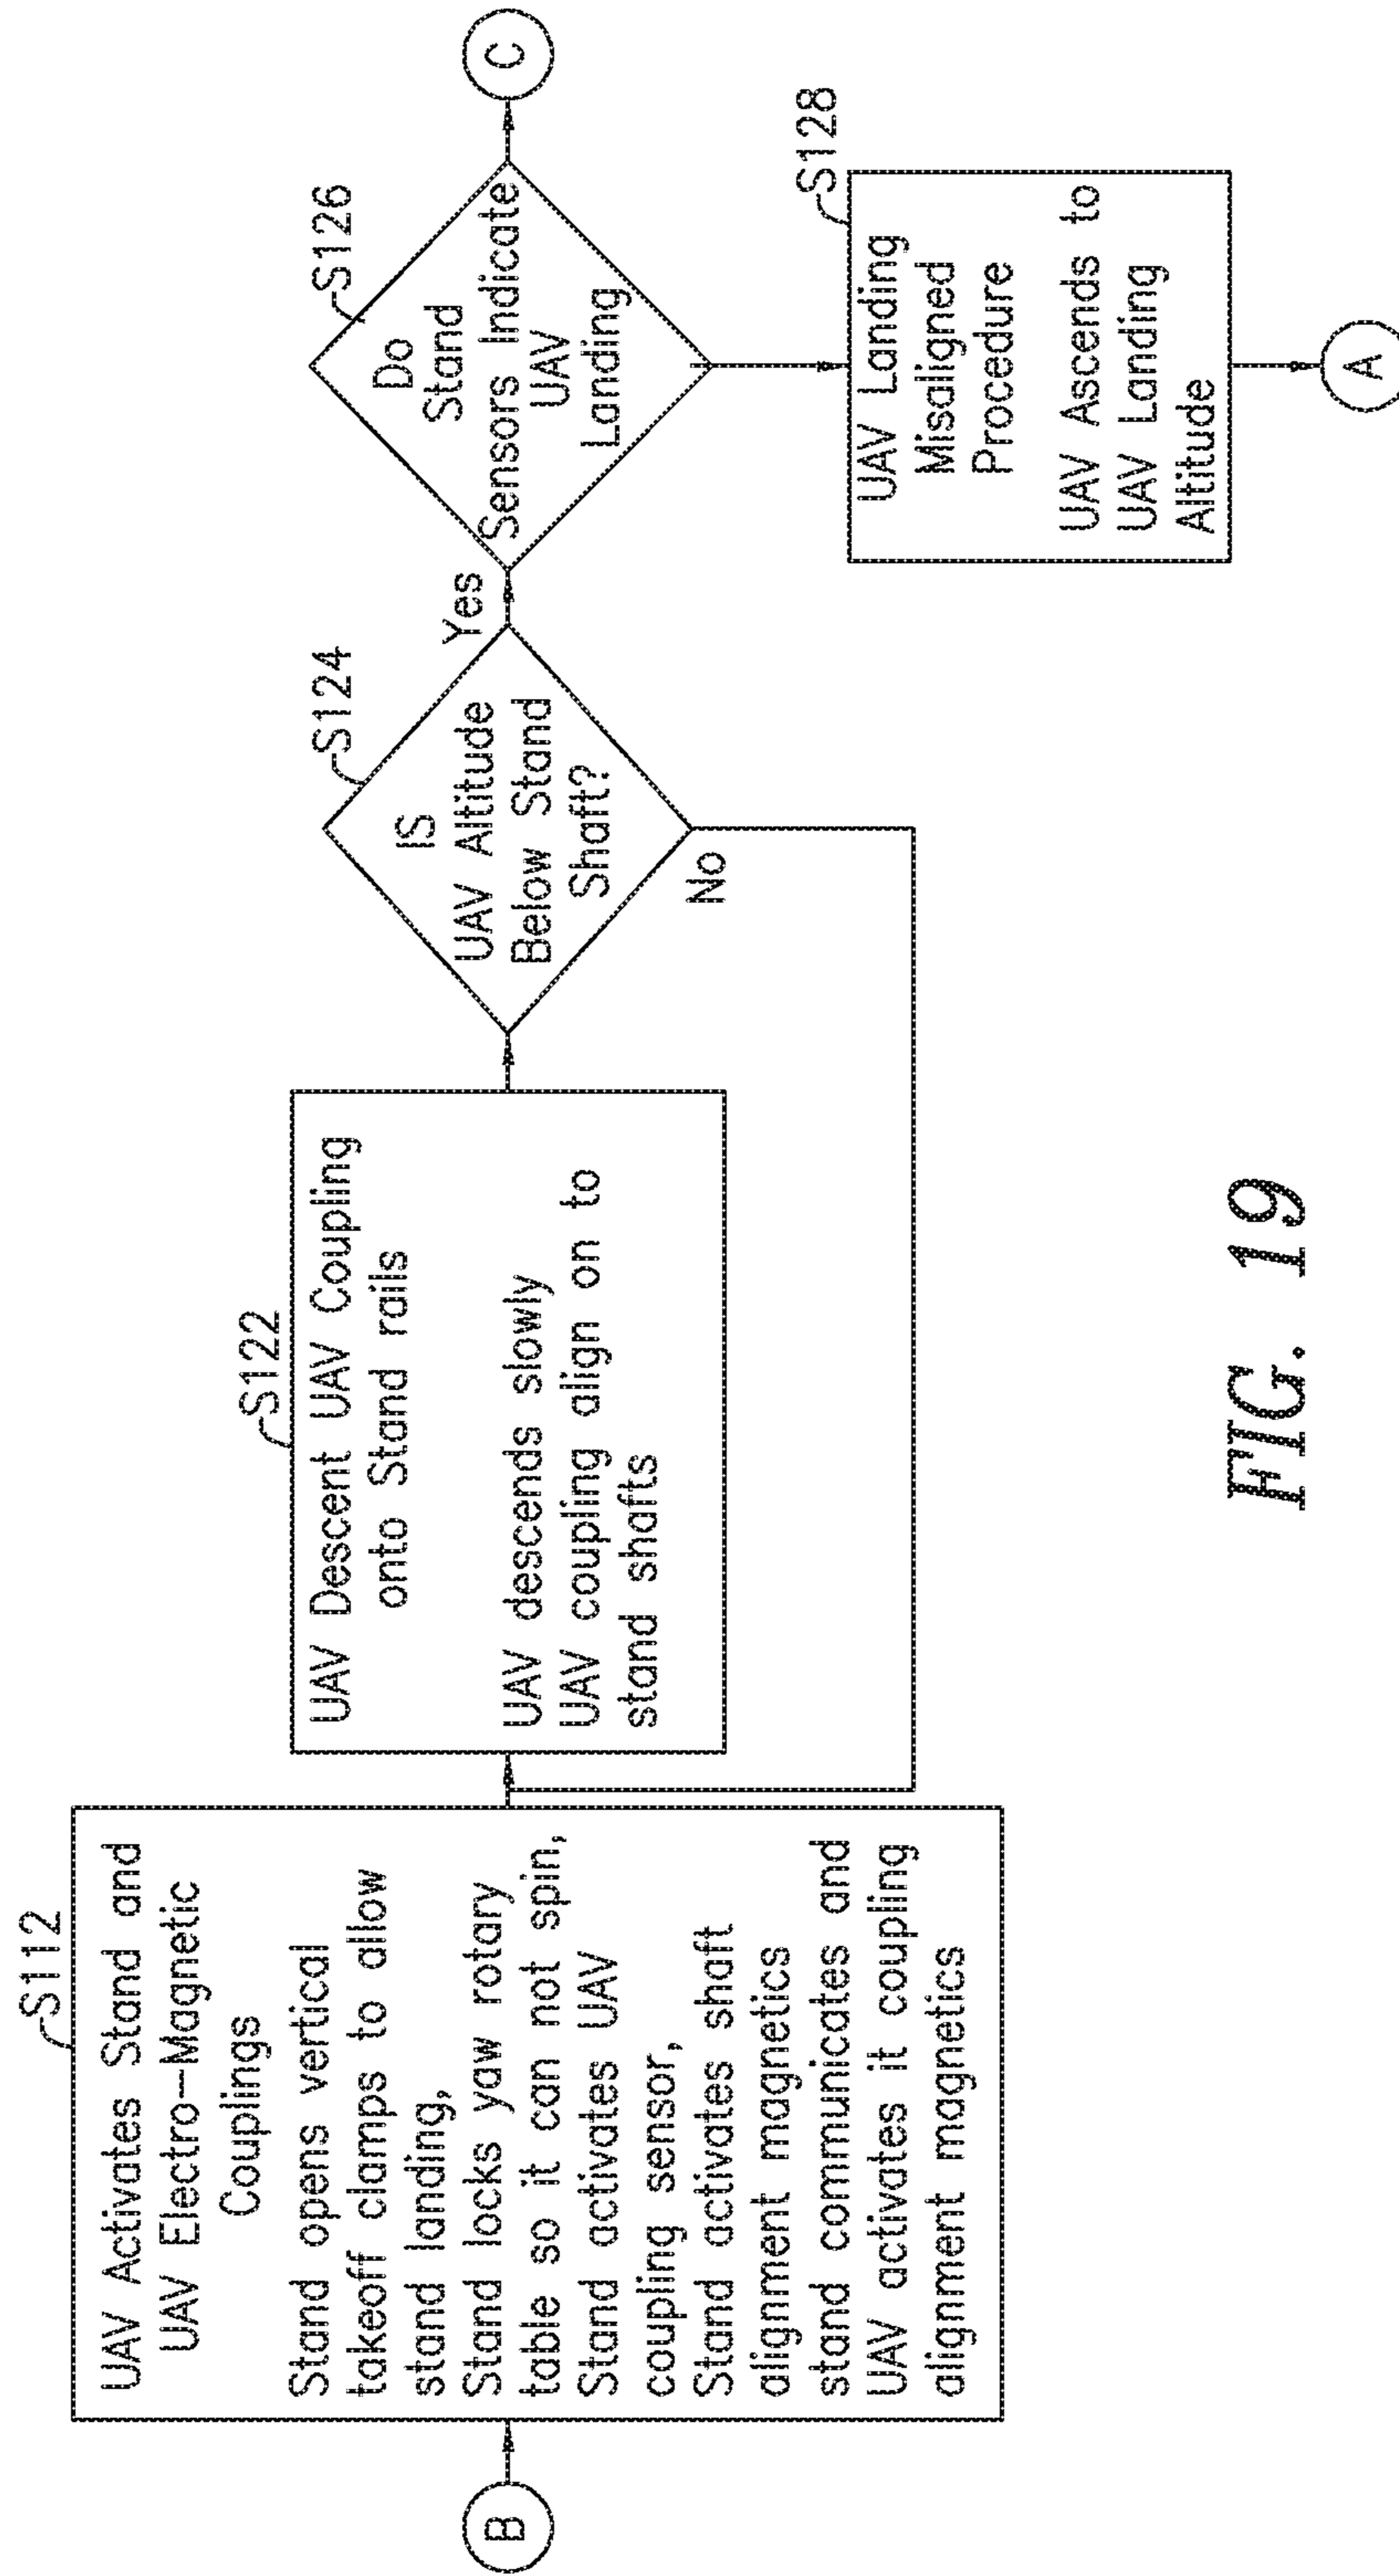 B
S112
UAV Activates Stand and
UAV Electro-Magnetic
Couplings
Stand opens vertical
takeoff clamps to allow
stand landing,
Stand locks yaw rotary
table so it can not spin,
Stand activates UAV
coupling sensor,
Stand activates shaft
alignment magnetics
stand communicates and
UAV activates it coupling
alignment magnetics
S122
UAV Descent UAV Coupling
onto Stand rails
UAV descends slowly
UAV coupling align on to
stand shafts
S124
IS
UAV Altitude
Below Stand
Shaft?
Yes
No
S126
Do
Stand
Sensors Indicate
UAV
Landing
C
S128
UAV Landing
Misaligned
Procedure
UAV Ascends to
UAV Landing
Altitude
A
FIG. 19